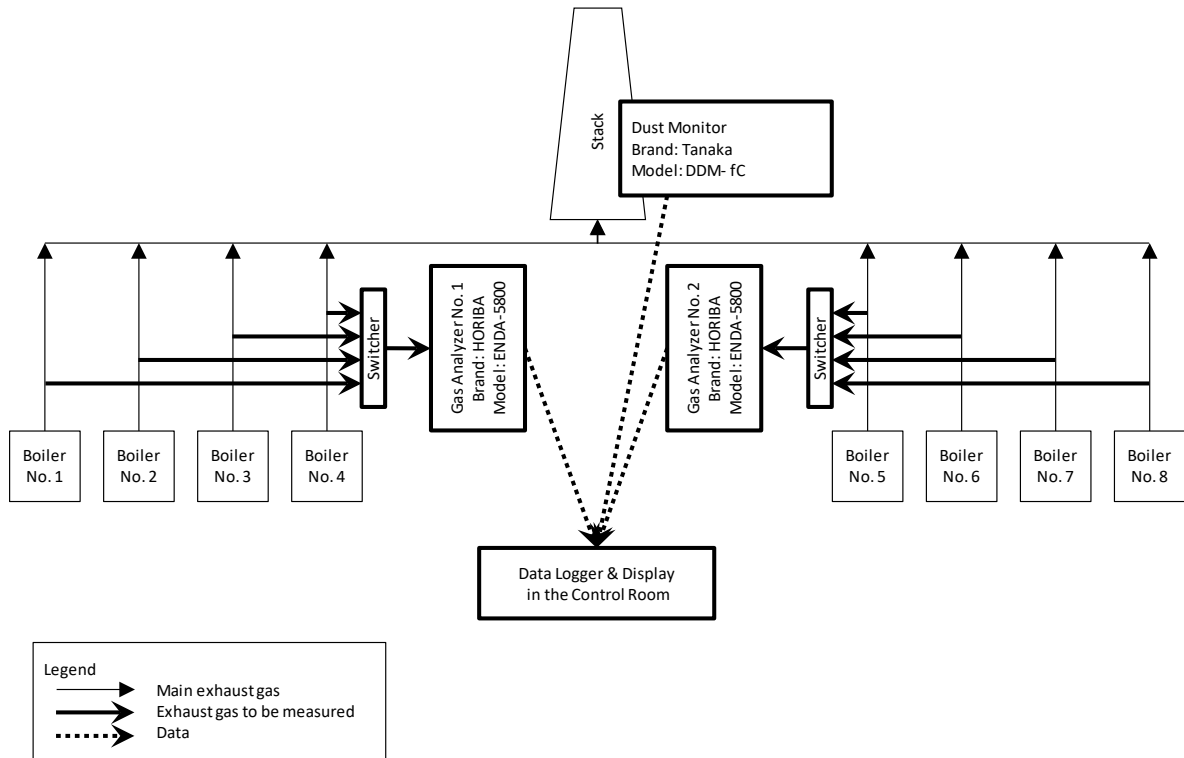 Stack
Dust Monitor
Brand: Tanaka
Model: DDM- fC
Switcher
Gas Analyzer No. 1
Brand: HORIBA
Model: ENDA-5800
Gas Analyzer No. 2
Brand: HORIBA
Model: ENDA-5800
Switcher
Boiler
No. 1
Boiler
No. 2
Boiler
No. 3
Boiler
No. 4
Boiler
No. 5
Boiler
No. 6
Boiler
No. 7
Boiler
No. 8
Data Logger & Display
in the Control Room
Legend
Main exhaust gas
Exhaust gas to be measured
Data